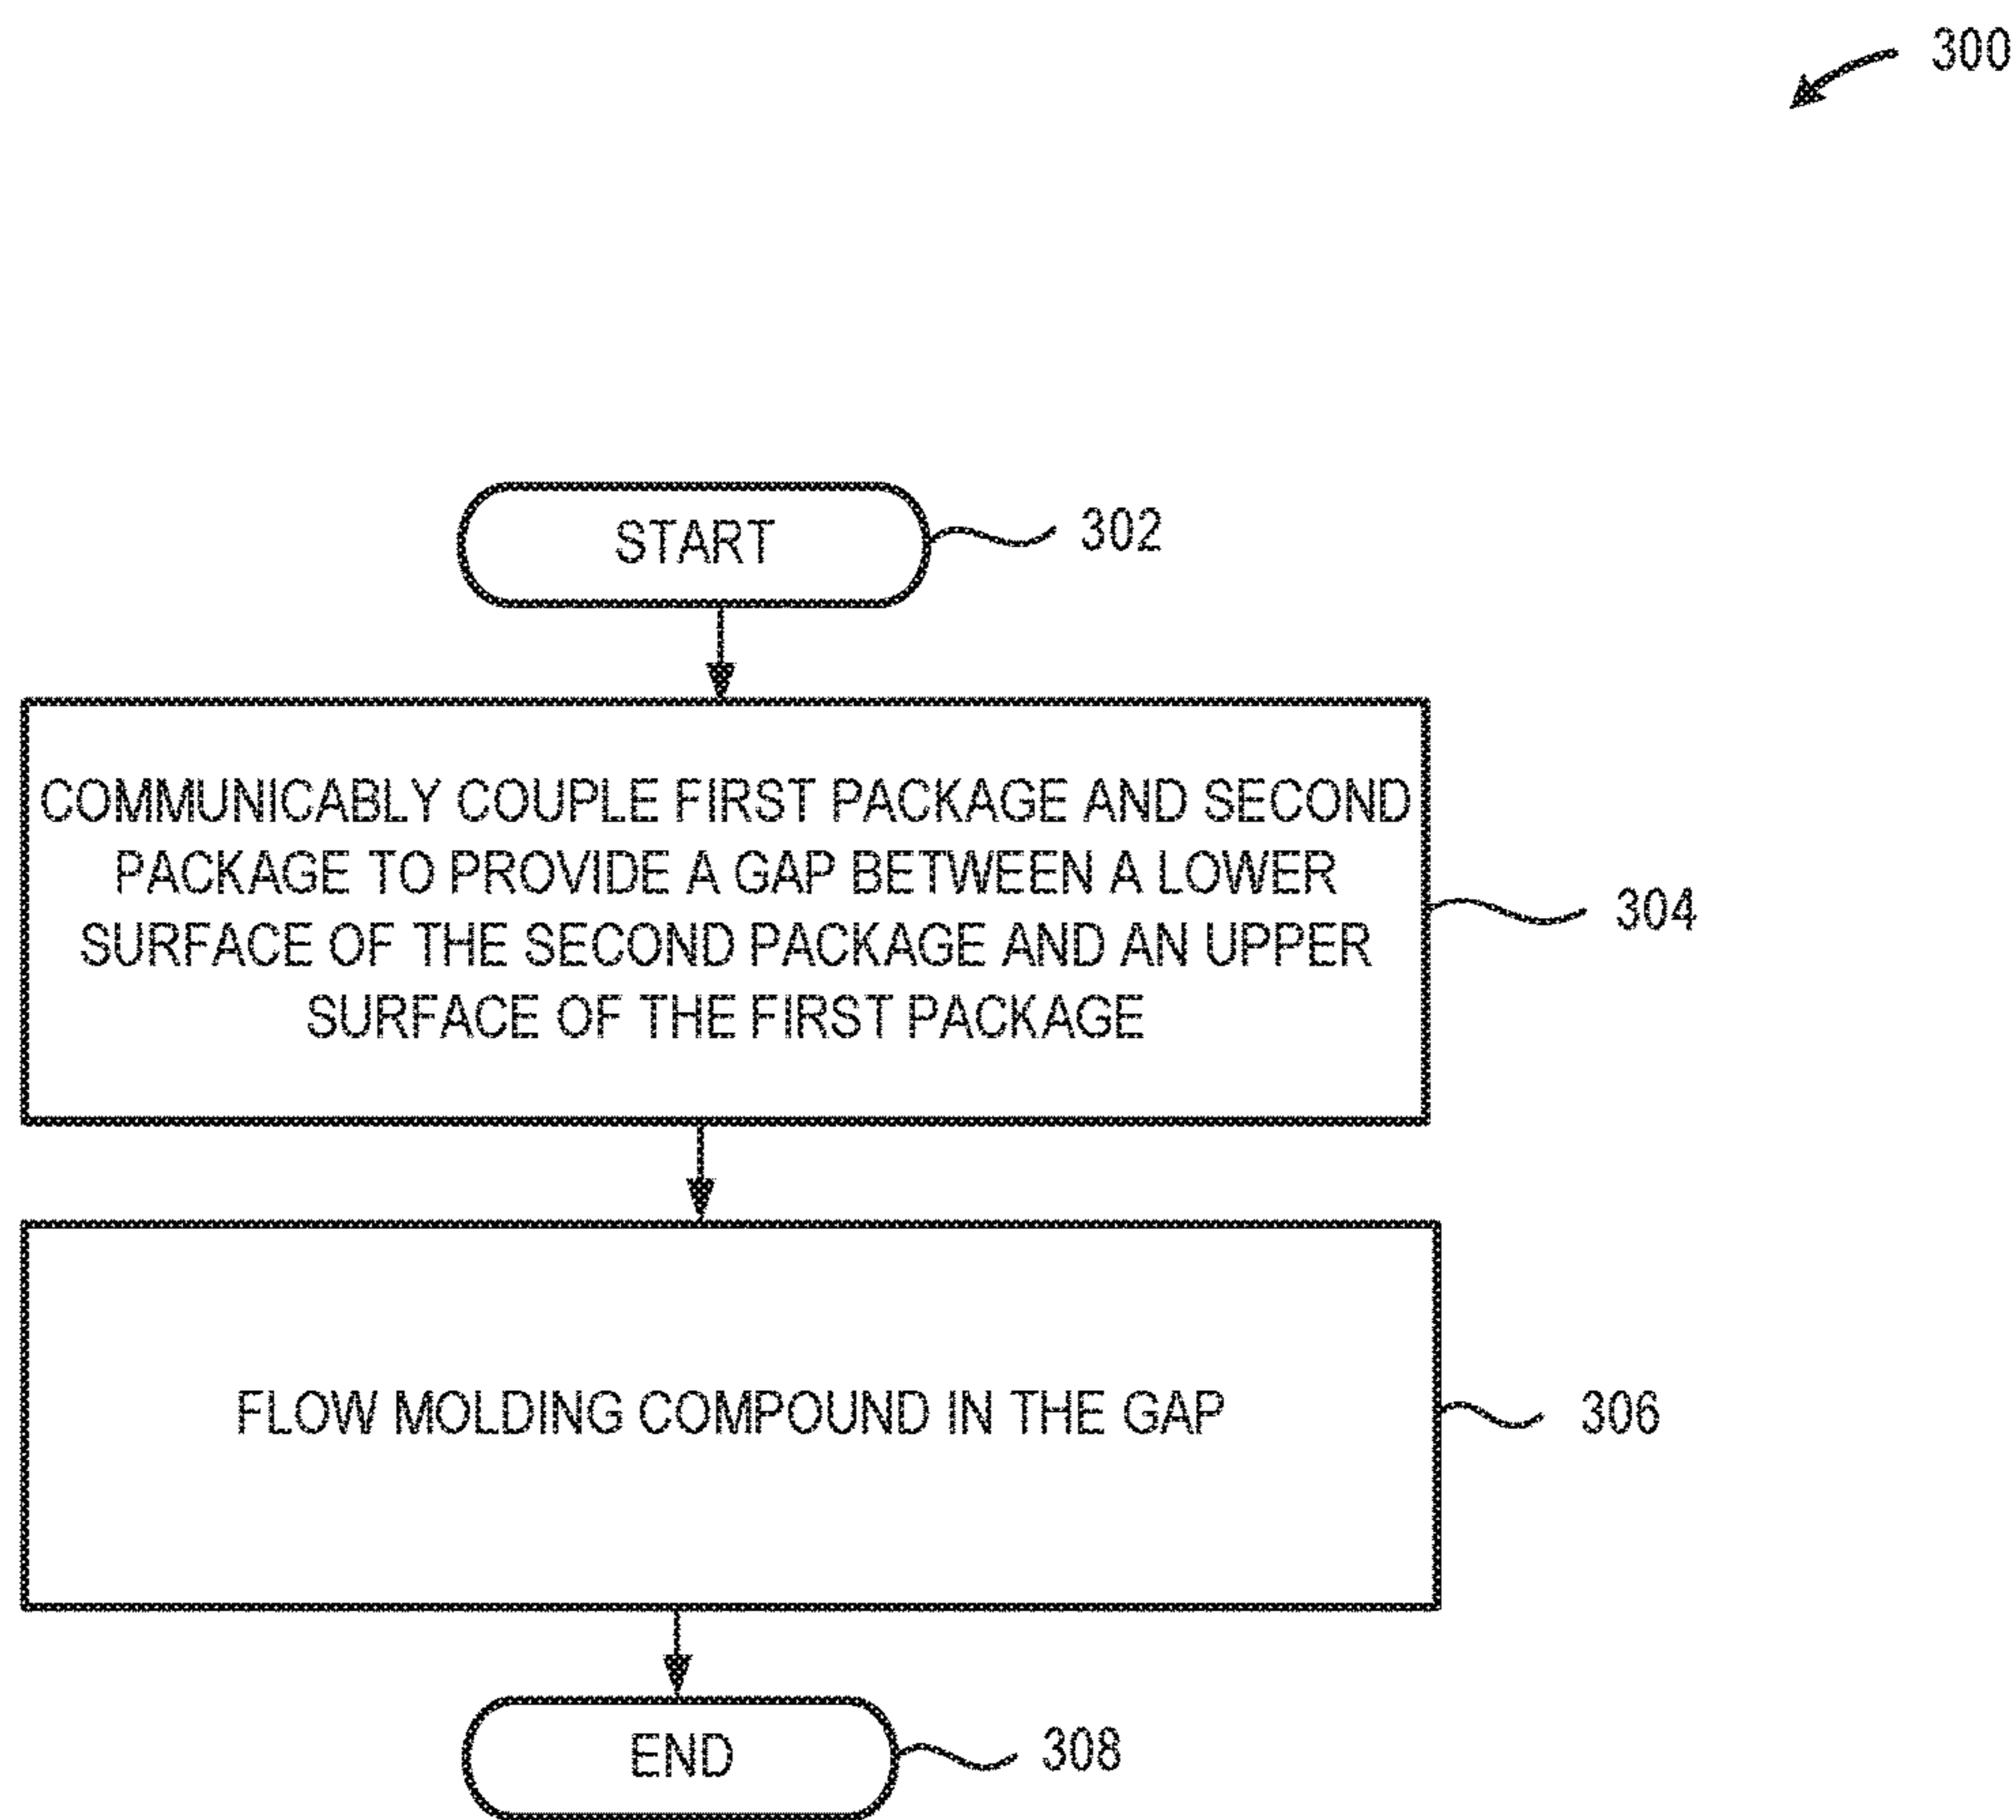 300
START
302
COMMUNICABLY COUPLE FIRST PACKAGE AND SECOND
PACKAGE TO PROVIDE A GAP BETWEEN A LOWER
SURFACE OF THE SECOND PACKAGE AND AN UPPER
SURFACE OF THE FIRST PACKAGE
304
FLOW MOLDING COMPOUND IN THE GAP
306
END
308